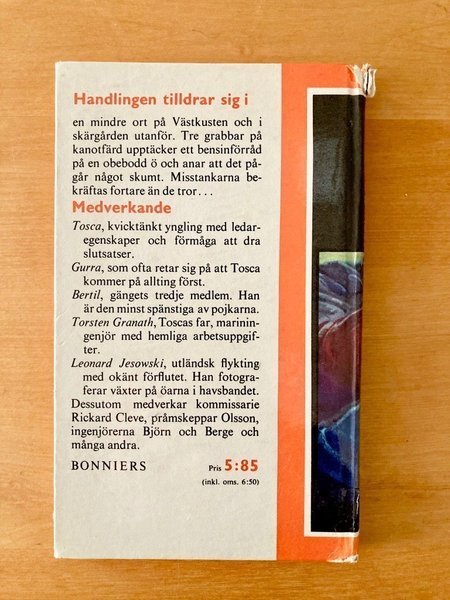 Handlingen tilldrar sig i
en mindre ort på Västkusten och i
skärgården utanför. Tre grabbar på
kanotfärd upptäcker ett bensinförråd
på en obebodd ö och anar att det på-
går något skumt. Misstankarna be-
kräftas fortare än de tror...
Medverkande
Tosca, kvicktänkt yngling med ledar-
egenskaper och förmåga att dra
slutsatser.
Gurra, som ofta retar sig på att Tosca
kommer på allting först.
Bertil, gängets tredje medlem. Han
är den minst spänstiga av pojkarna.
Torsten Granath, Toscas far, marinin-
genjör med hemliga arbetsuppgif-
ter.
Leonard Jesowski, utländsk flykting
med okänt förflutet. Han fotogra-
ferar växter på öarna i havsbandet.
Dessutom medverkar kommissarie
Rickard Cleve, pråmskeppar Olsson,
ingenjörerna Björn och Berge och
många andra.
BONNIERS Pris 5:85
(inkl. oms. 6:50)